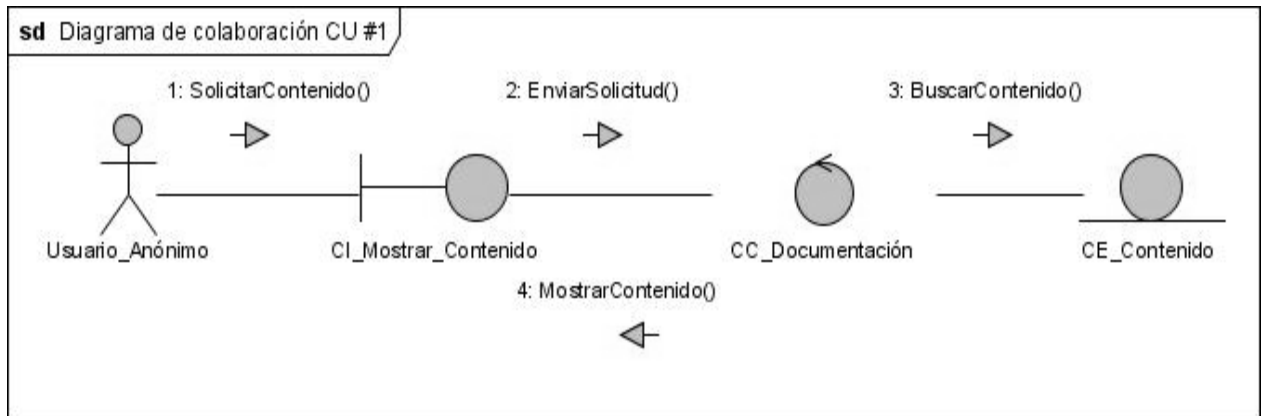 sd Diagrama de colaboración CU #1
1: SolicitarContenido()
2: EnviarSolicitud()
3: BuscarContenido()
Usuario_Anónimo
CI_Mostrar_Contenido
CC_Documentación
CE_Contenido
4: MostrarContenido()